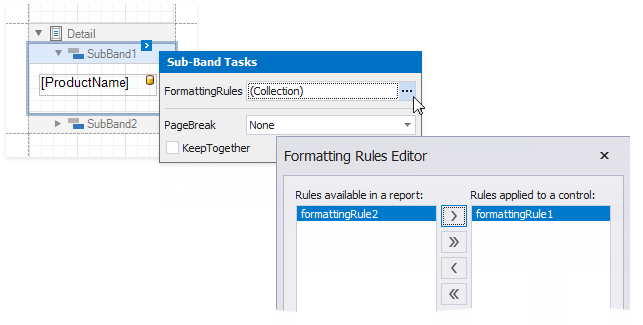 Detail
SubBand1
[ProductName]
SubBand2
Sub-Band Tasks
FormattingRules (Collection) ...
PageBreak None
KeepTogether
Formatting Rules Editor
Rules available in a report: Rules applied to a control:
formattingRule2 formattingRule1